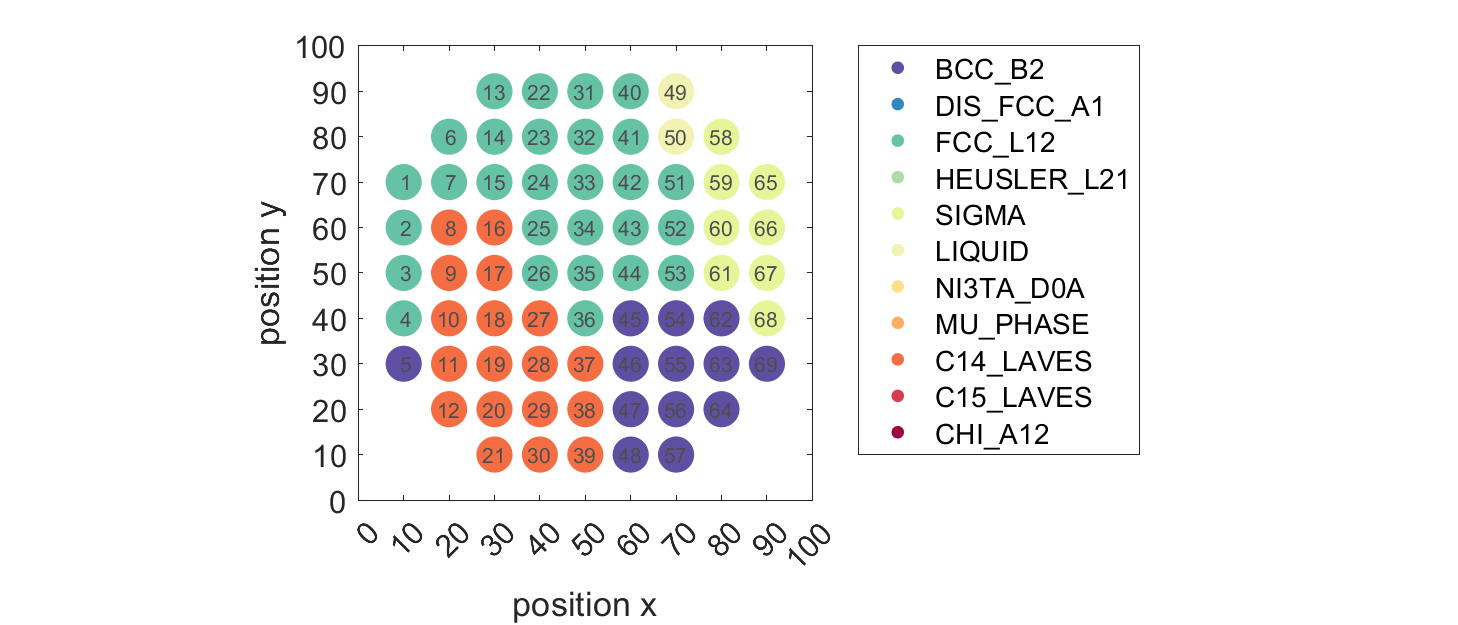 100
90 13 22 31 40 49
80 6 14 23 32 41 50 58
70 1 7 15 24 33 42 51 59 65
60 2 8 16 25 34 43 52 60 66
50 3 9 17 26 35 44 53 61 67
40 4 10 18 27 36 45 54 62 68
30 5 11 19 28 37 46 55 63 69
20 12 20 29 38 47 56 64
10 21 30 39 48 57
0
position y
0 10 20 30 40 50 60 70 80 90 100
position x
BCC_B2
DIS_FCC_A1
FCC_L12
HEUSLER_L21
SIGMA
LIQUID
NI3TA_D0A
MU_PHASE
C14_LAVES
C15_LAVES
CHI_A12